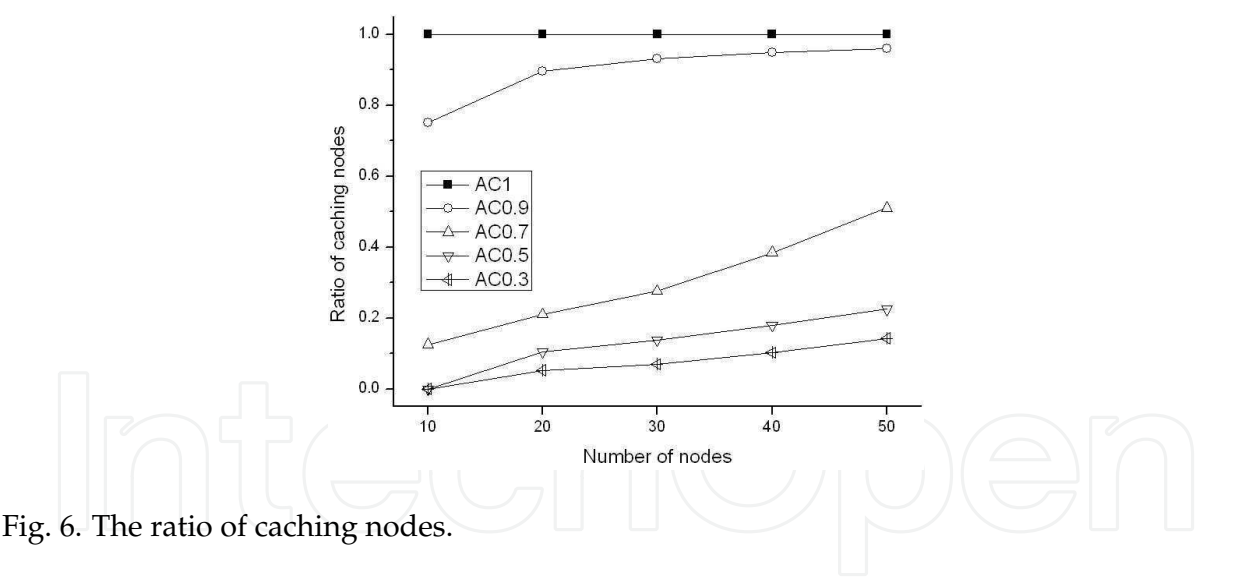 1.0
0.8
0.6
0.4
0.2
0.0
Ratio of caching nodes
AC1
AC0.9
AC0.7
AC0.5
AC0.3
10 20 30 40 50
Number of nodes
IntechOpen
Fig. 6. The ratio of caching nodes.